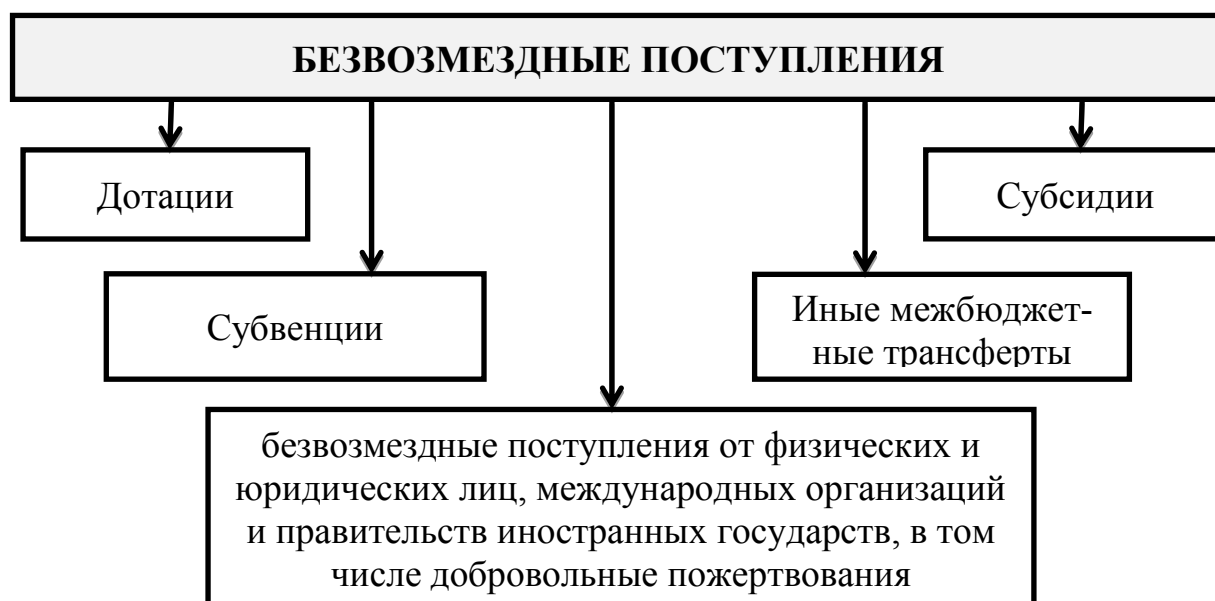 БЕЗВОЗМЕЗДНЫЕ ПОСТУПЛЕНИЯ
Дотации
Субсидии
Субвенции
Иные межбюджет-
ные трансферты
безвозмездные поступления от физических и
юридических лиц, международных организаций
и правительств иностранных государств, в том
числе добровольные пожертвования